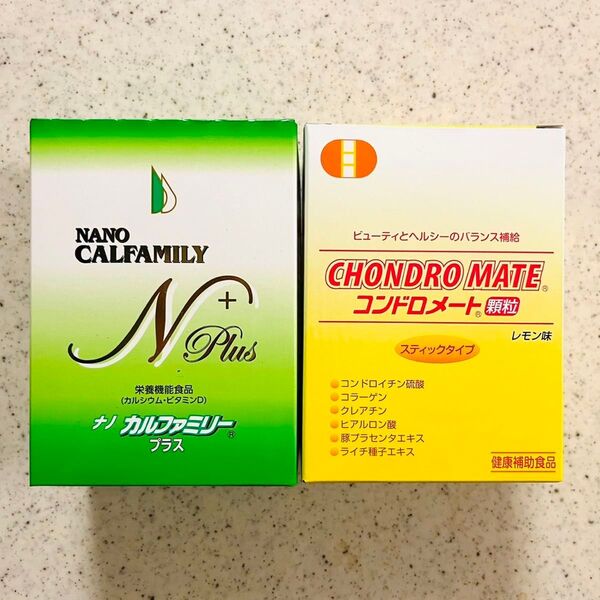 NANO
CALFAMILY
N+
Plus
栄養機能食品
(カルシウム・ビタミンD)
ナノ カルファミリー®
プラス
ビューティとヘルシーのバランス補給
CHONDRO MATE®
コンドロメート® 顆粒
レモン味
スティックタイプ
●コンドロイチン硫酸
●コラーゲン
●クレアチン
●ヒアルロン酸
●豚プラセンタエキス
●ライチ種子エキス
健康補助食品